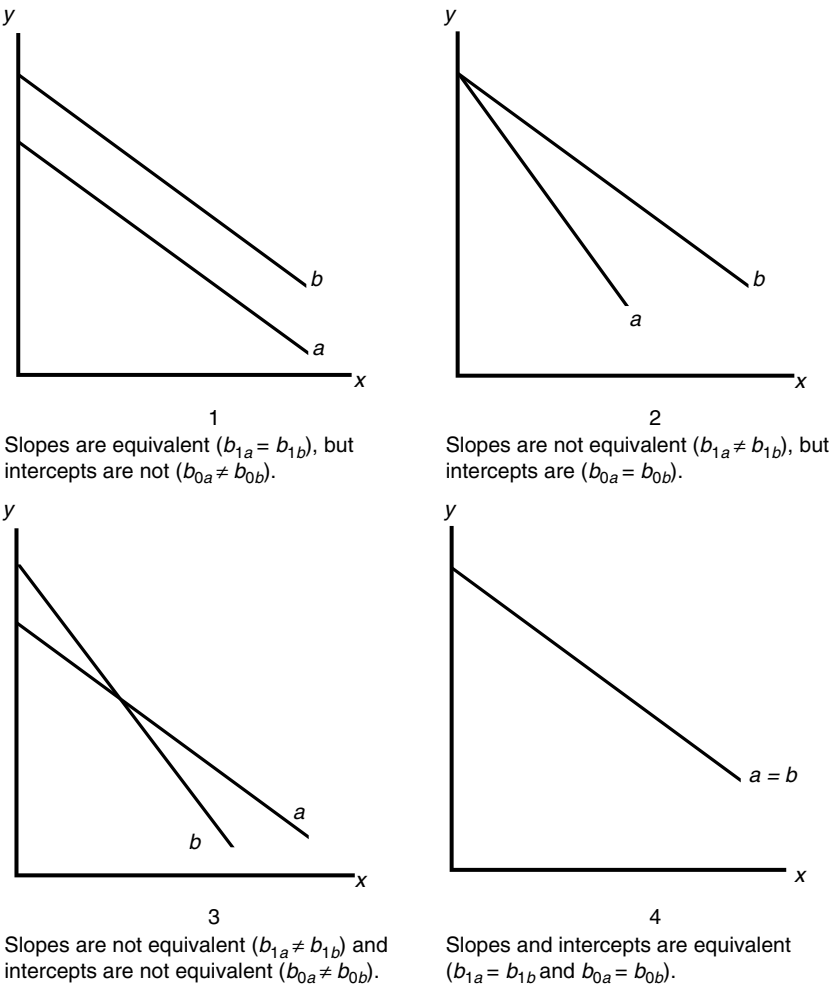 y
b
a
x
1
Slopes are equivalent (b1a = b1b), but
intercepts are not (b0a ≠ b0b).
y
b
a
x
2
Slopes are not equivalent (b1a ≠ b1b), but
intercepts are (b0a = b0b).
y
a
b
x
3
Slopes are not equivalent (b1a ≠ b1b) and
intercepts are not equivalent (b0a ≠ b0b).
y
a = b
x
4
Slopes and intercepts are equivalent
(b1a = b1b and b0a = b0b).